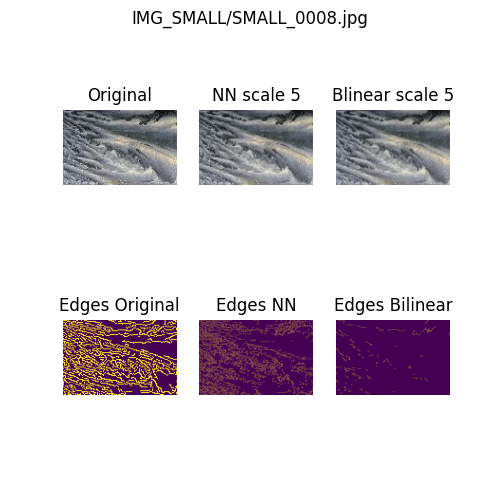 IMG_SMALL/SMALL_0008.jpg
Original
NN scale 5
Blinear scale 5
Edges Original
Edges NN
Edges Bilinear